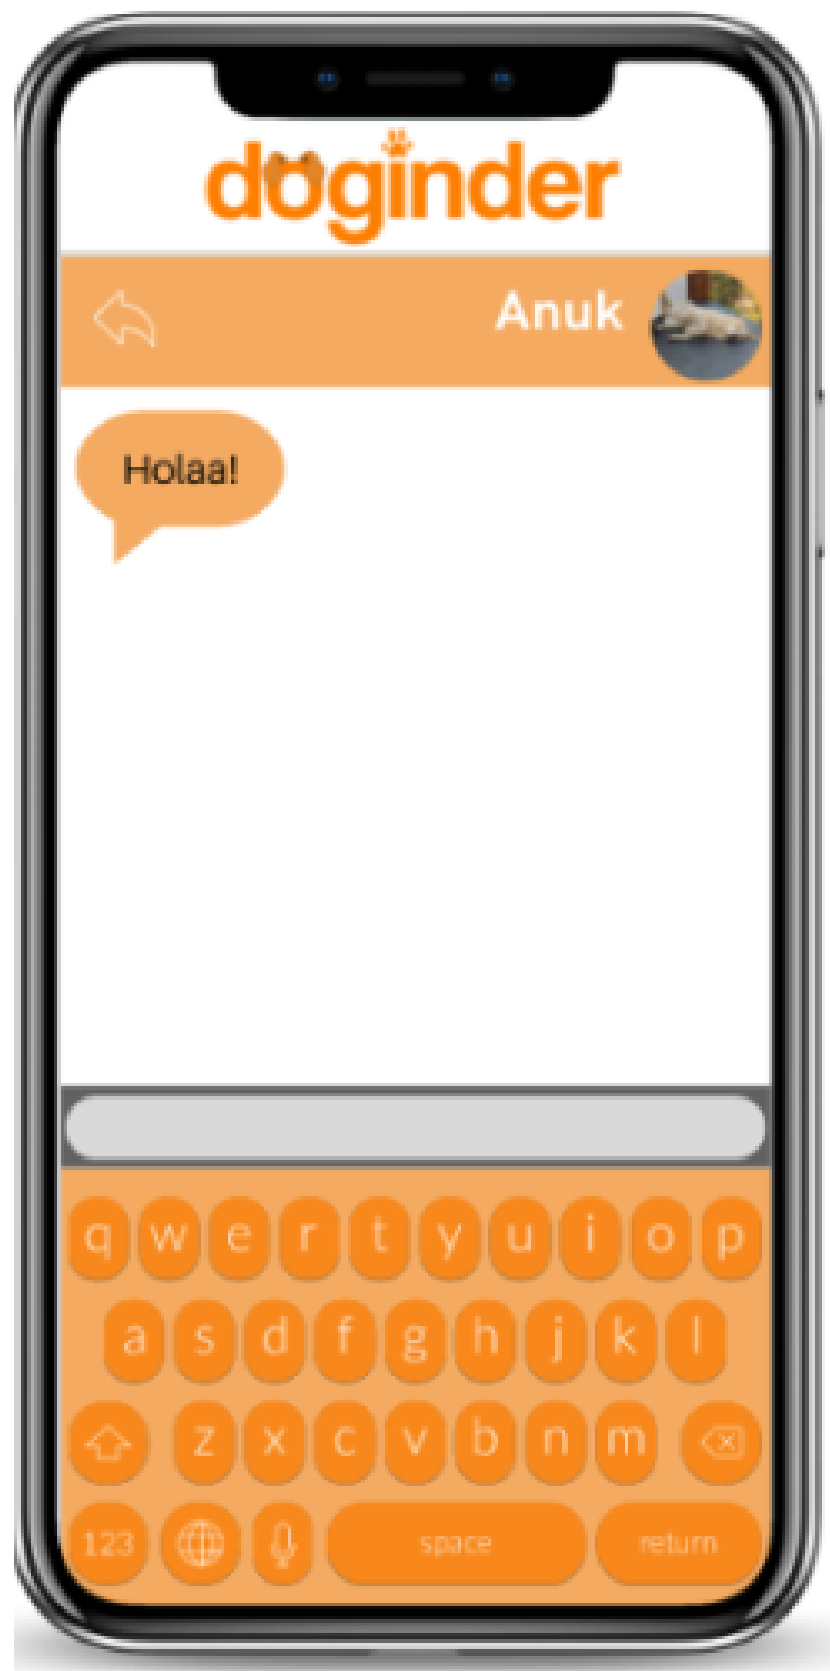 doginder
Anuk
Holaa!
q w e r t y u i o p
a s d f g h j k l
z x c v b n m
123 space return